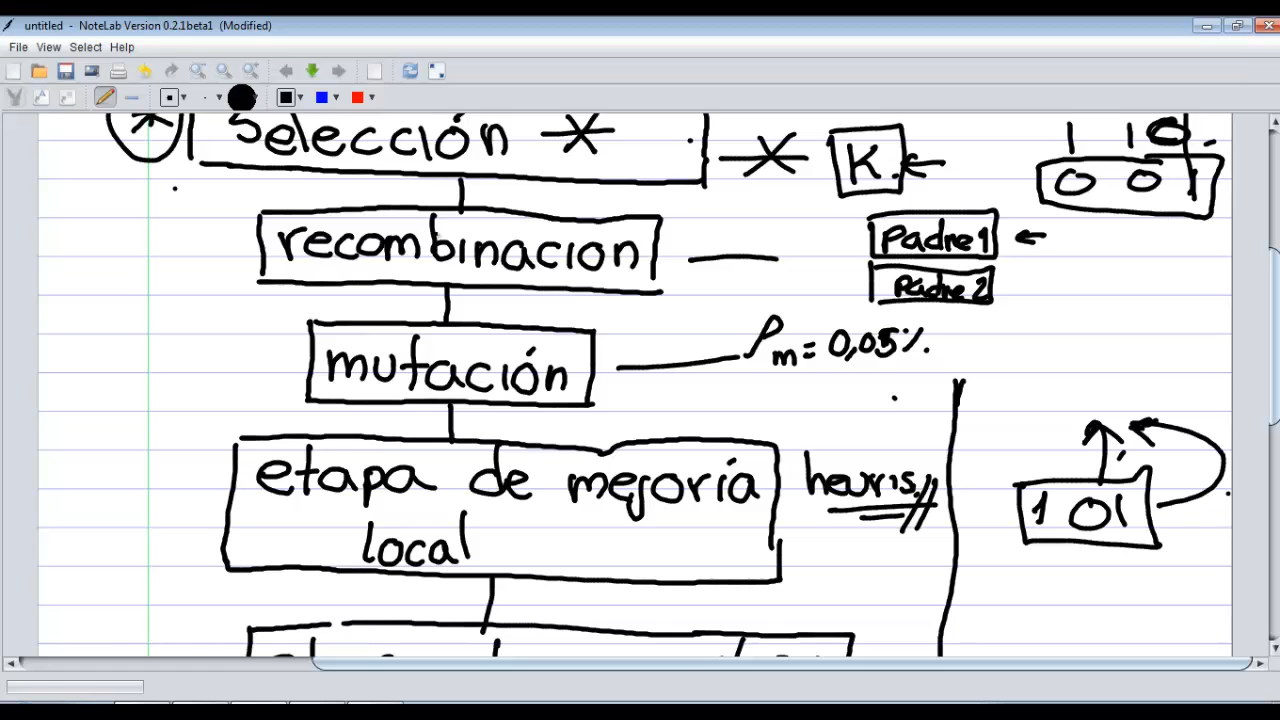 untitled - NoteLab Version 0.2.1beta1 (Modified)
File View Select Help
Selección
K
1 1 0
0 0 1
recombinacion
Padre 1
Padre 2
mutación
ρm = 0,05%.
etapa de mejoría
local
heuris.
1 0 1